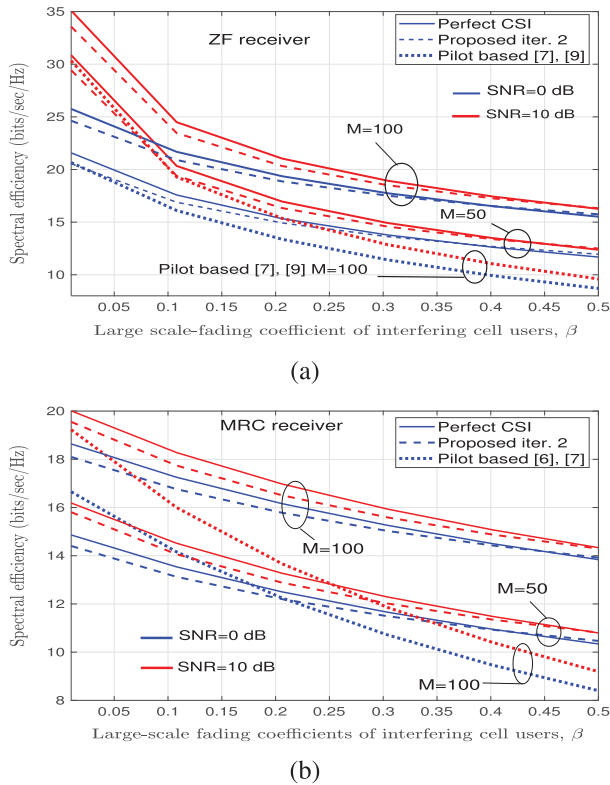 (a)
ZF receiver
Perfect CSI
Proposed iter. 2
Pilot based [7], [9]
SNR=0 dB
SNR=10 dB
M=100
M=50
Pilot based [7], [9] M=100
Spectral efficiency (bits/sec/Hz)
35
30
25
20
15
10
0.05 0.1 0.15 0.2 0.25 0.3 0.35 0.4 0.45 0.5
Large scale-fading coefficient of interfering cell users, β
(a)
MRC receiver
Perfect CSI
Proposed iter. 2
Pilot based [6], [7]
M=100
M=50
SNR=0 dB
SNR=10 dB
M=100
Spectral efficiency (bits/sec/Hz)
20
18
16
14
12
10
8
0.05 0.1 0.15 0.2 0.25 0.3 0.35 0.4 0.45 0.5
Large-scale fading coefficients of interfering cell users, β
(b)